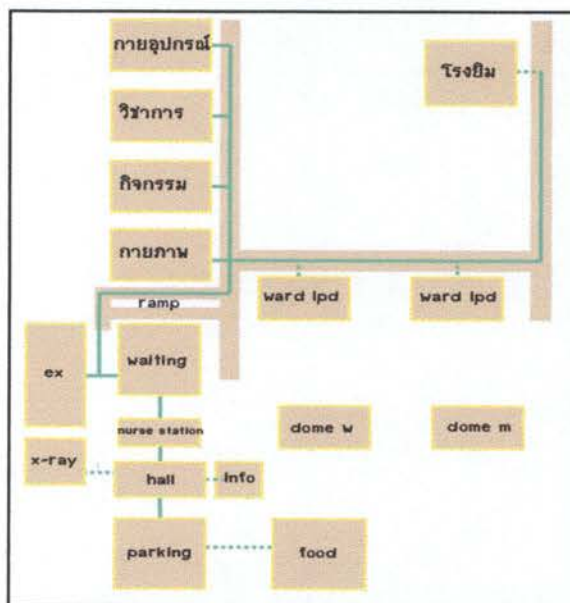 กายอุปกรณ์
โรงยิม
วิชาการ
กิจกรรม
กายภาพ
ward Ipd
ward Ipd
ramp
waiting
ex
nurse station
dome w
dome m
x-ray
hall
info
parking
food